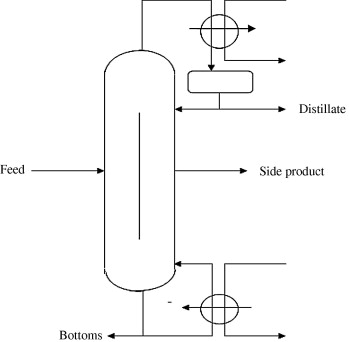 Distillate
Feed
Side product
Bottoms